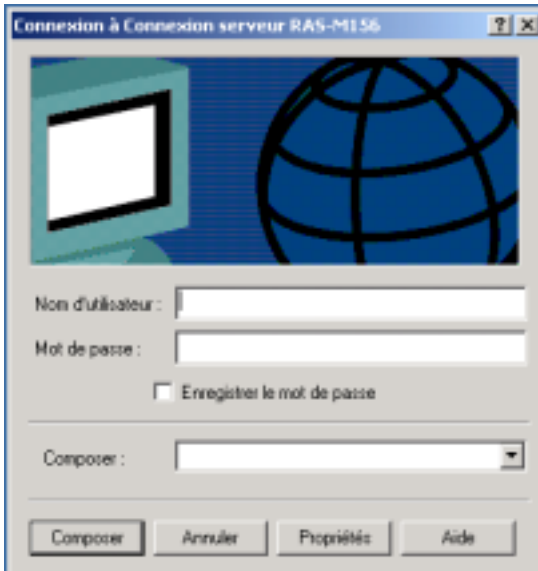 Connexion à Connexion serveur RAS-M156
Nom d'utilisateur :
Mot de passe :
Enregistrer le mot de passe
Composer :
Composer Annuler Propriétés Aide